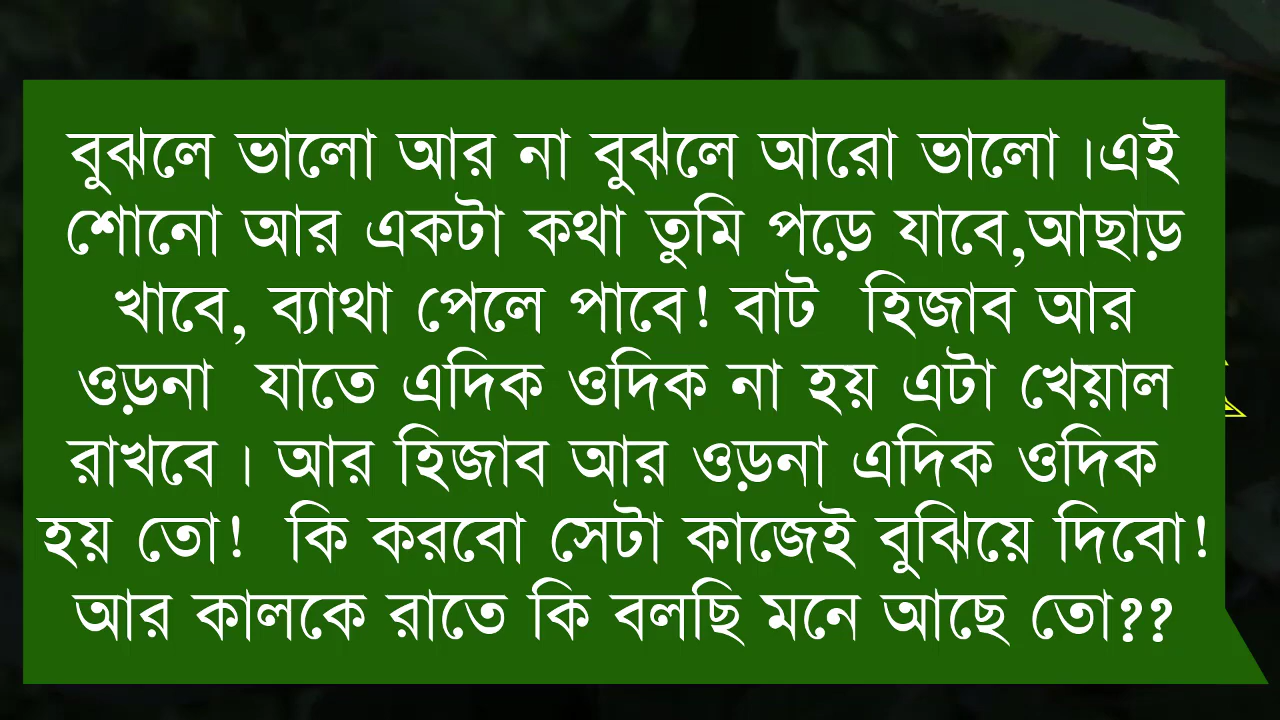 বুঝলে ভালো আর না বুঝলে আরো ভালো।এই
শোনো আর একটা কথা তুমি পড়ে যাবে,আছাড়
খাবে, ব্যাথা পেলে পাবে! বাট হিজাব আর
ওড়না যাতে এদিক ওদিক না হয় এটা খেয়াল
রাখবে। আর হিজাব আর ওড়না এদিক ওদিক
হয় তো! কি করবো সেটা কাজেই বুঝিয়ে দিবো!
আর কালকে রাতে কি বলছি মনে আছে তো??